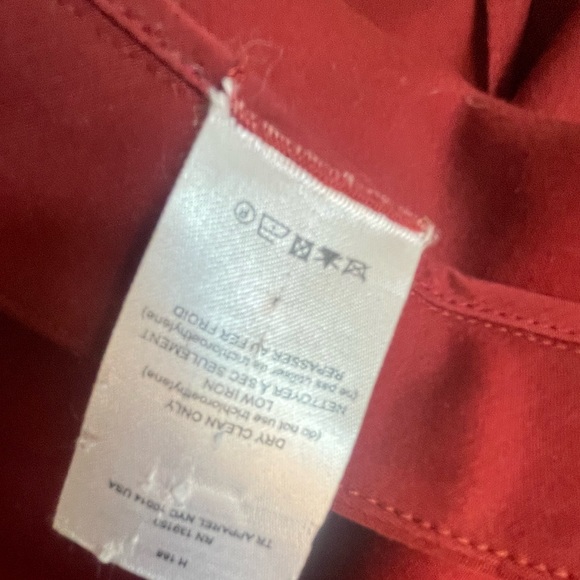 H 168
RN 139151
TR APPAREL NYC 10014 USA
DRY CLEAN ONLY
(do not use trichloroethylene)
LOW IRON
NETTOYER À SEC SEULEMENT
(ne pas utiliser de trichloroethylene)
REPASSER AU FER FROID